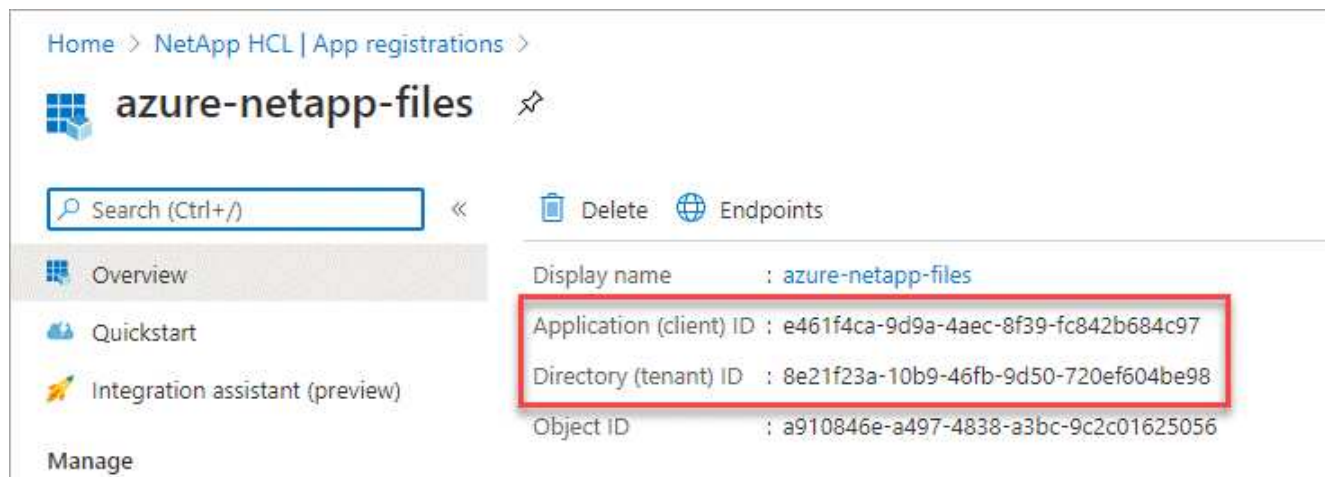 Home > NetApp HCL | App registrations >
azure-netapp-files
Search (Ctrl+/)
«
Delete
Endpoints
Overview
Quickstart
Integration assistant (preview)
Manage
Display name : azure-netapp-files
Application (client) ID : e461f4ca-9d9a-4aec-8f39-fc842b684c97
Directory (tenant) ID : 8e21f23a-10b9-46fb-9d50-720ef604be98
Object ID : a910846e-a497-4838-a3bc-9c2c01625056